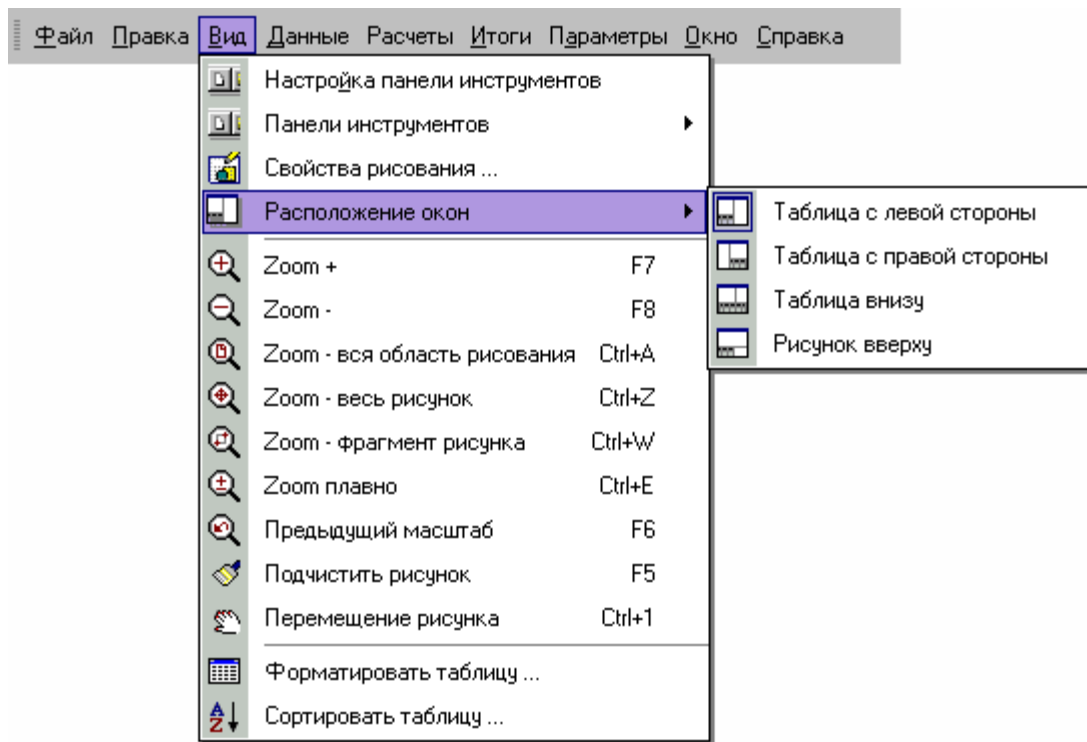 Файл Правка Вид Данные Расчеты Итоги Параметры Окно Справка
Настройка панели инструментов
Панели инструментов
Свойства рисования ...
Расположение окон
Таблица с левой стороны
Таблица с правой стороны
Таблица внизу
Рисунок вверху
Zoom + F7
Zoom - F8
Zoom - вся область рисования Ctrl+A
Zoom - весь рисунок Ctrl+Z
Zoom - фрагмент рисунка Ctrl+W
Zoom плавно Ctrl+E
Предыдущий масштаб F6
Подчистить рисунок F5
Перемещение рисунка Ctrl+1
Форматировать таблицу ...
Сортировать таблицу ...